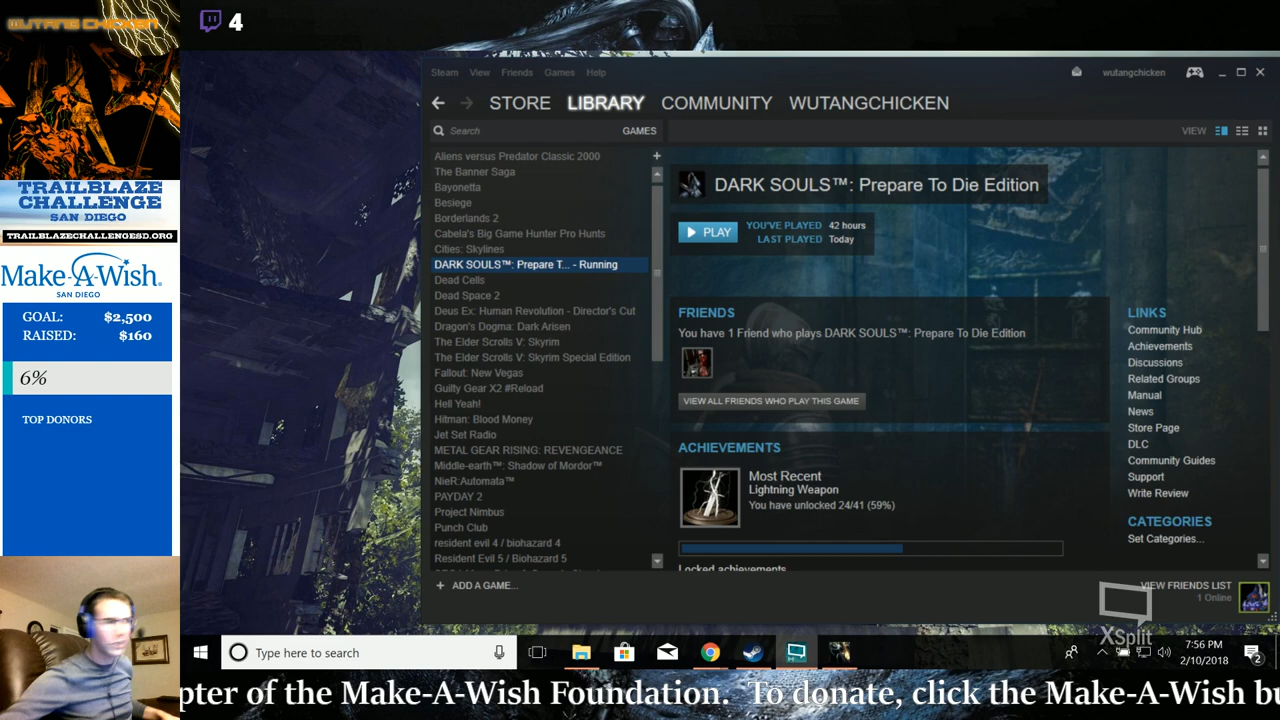 WUTANG CHICKEN
4
TRAILBLAZE
CHALLENGE
SAN DIEGO
TRAILBLAZECHALLENGESD.ORG
Make-A-Wish.
SAN DIEGO
GOAL: $2,500
RAISED: $160
6%
TOP DONORS
Steam View Friends Games Help
wutangchicken
STORE LIBRARY COMMUNITY WUTANGCHICKEN
Search GAMES
VIEW
Aliens versus Predator Classic 2000
The Banner Saga
Bayonetta
Besiege
Borderlands 2
Cabela's Big Game Hunter Pro Hunts
Cities: Skylines
DARK SOULS™: Prepare T... - Running
Dead Cells
Dead Space 2
Deus Ex: Human Revolution - Director's Cut
Dragon's Dogma: Dark Arisen
The Elder Scrolls V: Skyrim
The Elder Scrolls V: Skyrim Special Edition
Fallout: New Vegas
Guilty Gear X2 #Reload
Hell Yeah!
Hitman: Blood Money
Jet Set Radio
METAL GEAR RISING: REVENGEANCE
Middle-earth™: Shadow of Mordor™
NieR:Automata™
PAYDAY 2
Project Nimbus
Punch Club
resident evil 4 / biohazard 4
Resident Evil 5 / Biohazard 5
+ ADD A GAME...
DARK SOULS™: Prepare To Die Edition
PLAY
YOU'VE PLAYED 42 hours
LAST PLAYED Today
FRIENDS
You have 1 Friend who plays DARK SOULS™: Prepare To Die Edition
VIEW ALL FRIENDS WHO PLAY THIS GAME
ACHIEVEMENTS
Most Recent
Lightning Weapon
You have unlocked 24/41 (59%)
Locked achievements
LINKS
Community Hub
Achievements
Discussions
Related Groups
Manual
News
Store Page
DLC
Community Guides
Support
Write Review
CATEGORIES
Set Categories...
VIEW FRIENDS LIST
1 Online
XSplit
Type here to search
7:56 PM
2/10/2018
2
pter of the Make-A-Wish Foundation. To donate, click the Make-A-Wish bu